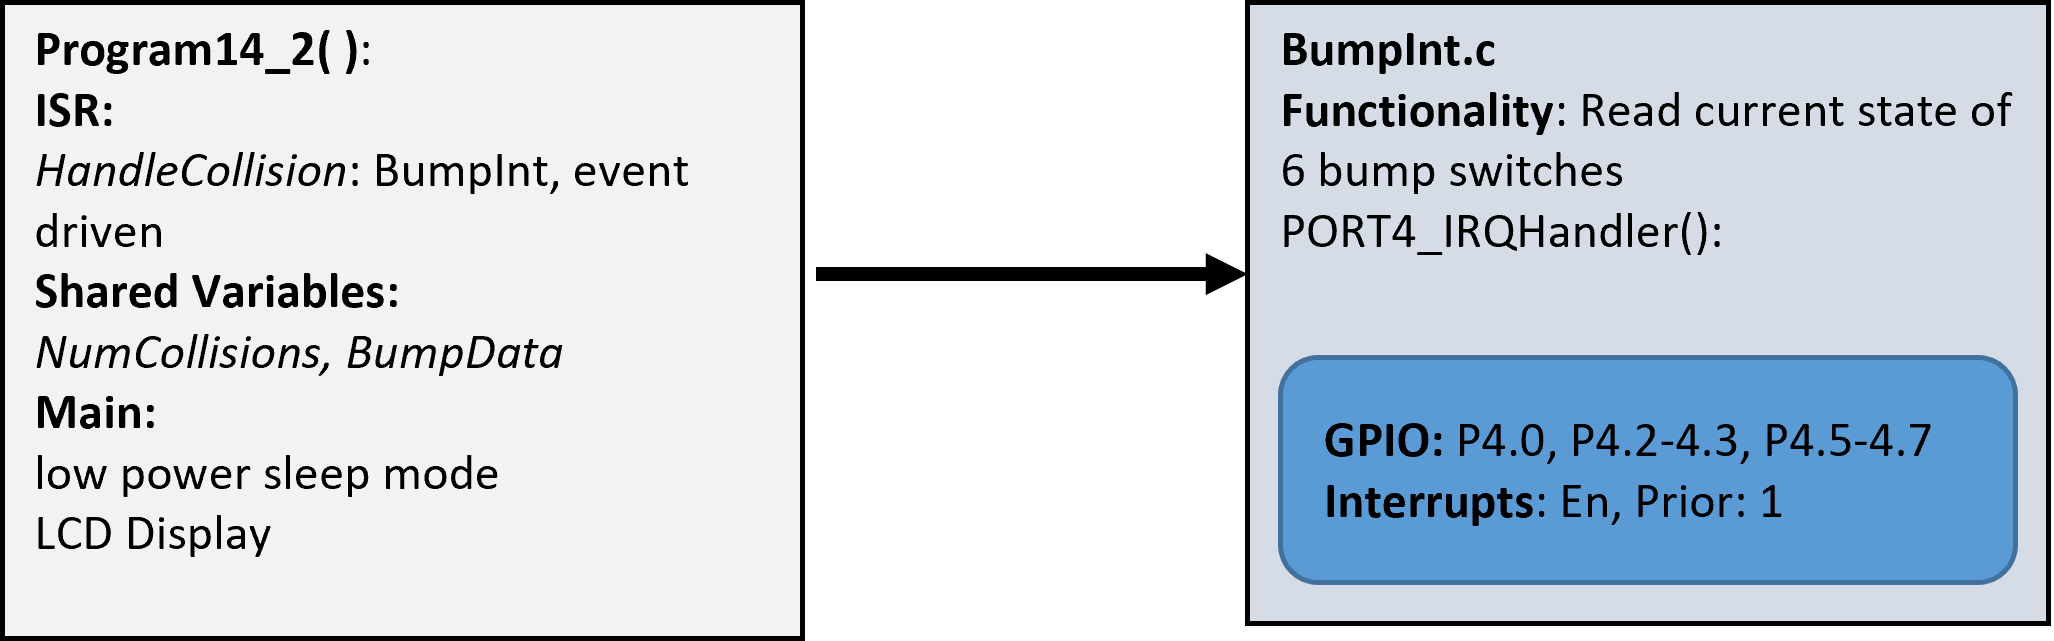 Program14_2( ):
ISR:
HandleCollision: BumpInt, event
driven
Shared Variables:
NumCollisions, BumpData
Main:
low power sleep mode
LCD Display
BumpInt.c
Functionality: Read current state of
6 bump switches
PORT4_IRQHandler():
GPIO: P4.0, P4.2-4.3, P4.5-4.7
Interrupts: En, Prior: 1